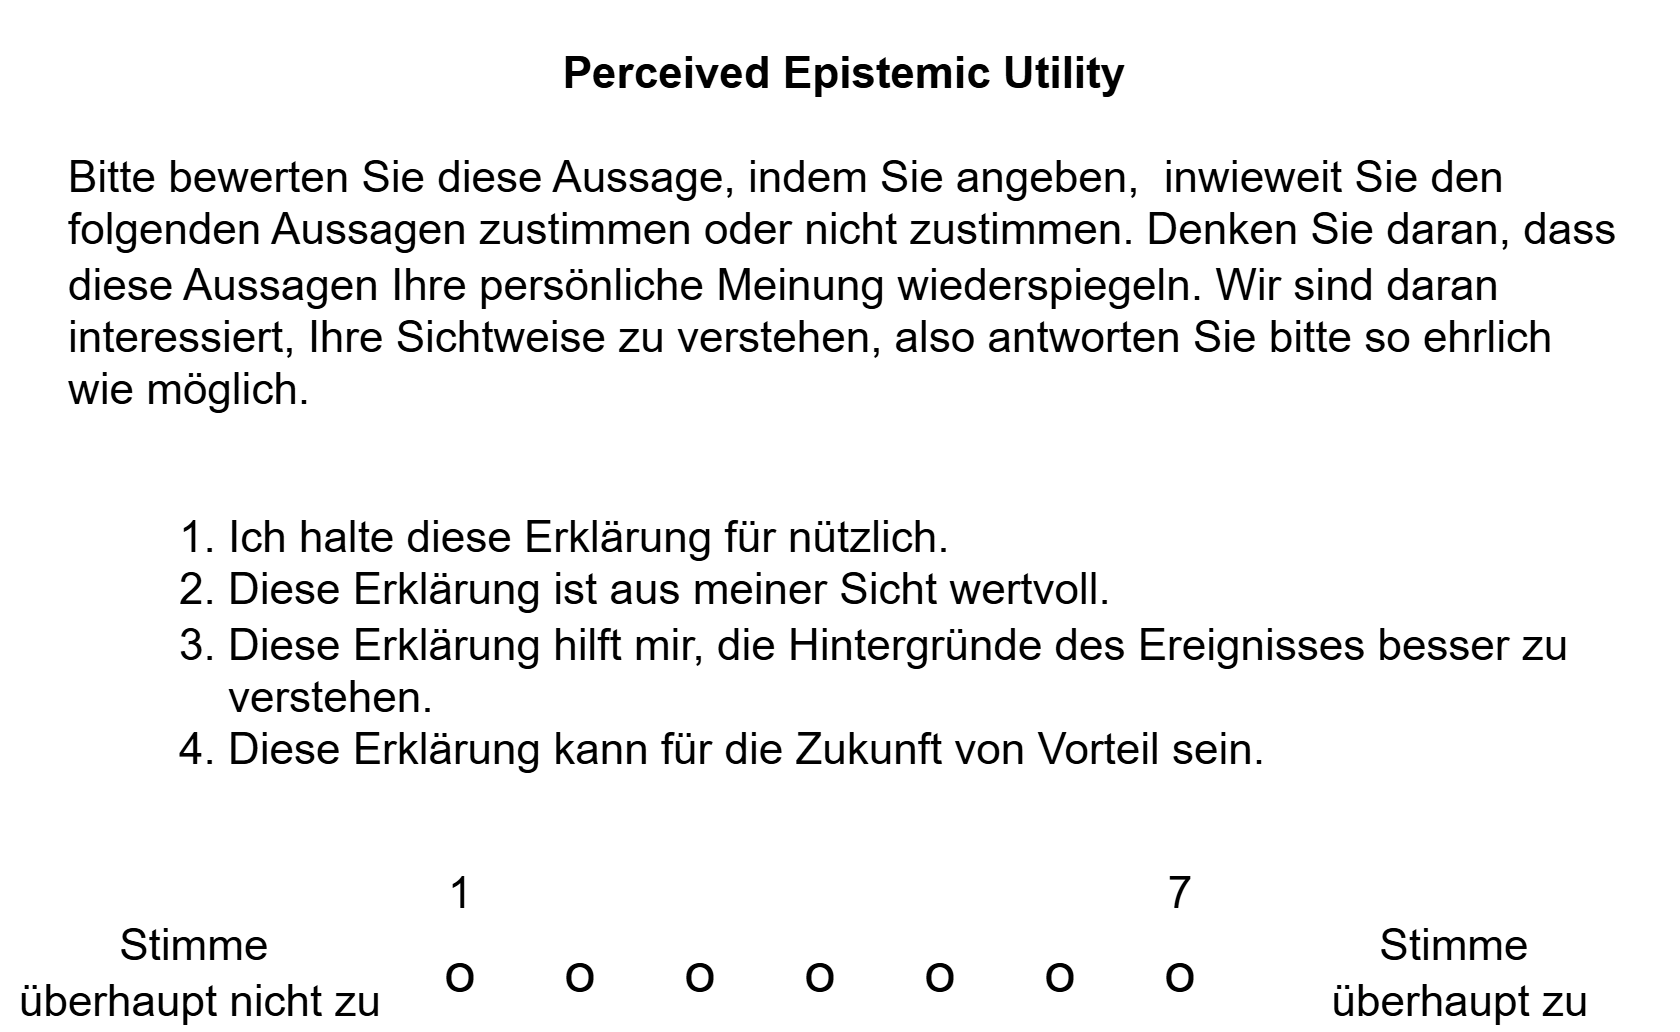 Perceived Epistemic Utility
Bitte bewerten Sie diese Aussage, indem Sie angeben,  inwieweit Sie den
folgenden Aussagen zustimmen oder nicht zustimmen. Denken Sie daran, dass
diese Aussagen Ihre persönliche Meinung wiederspiegeln. Wir sind daran
interessiert, Ihre Sichtweise zu verstehen, also antworten Sie bitte so ehrlich
wie möglich.
1. Ich halte diese Erklärung für nützlich.
2. Diese Erklärung ist aus meiner Sicht wertvoll.
3. Diese Erklärung hilft mir, die Hintergründe des Ereignisses besser zu
verstehen.
4. Diese Erklärung kann für die Zukunft von Vorteil sein.
1 7
Stimme
überhaupt nicht zu
o o o o o o o
Stimme
überhaupt zu